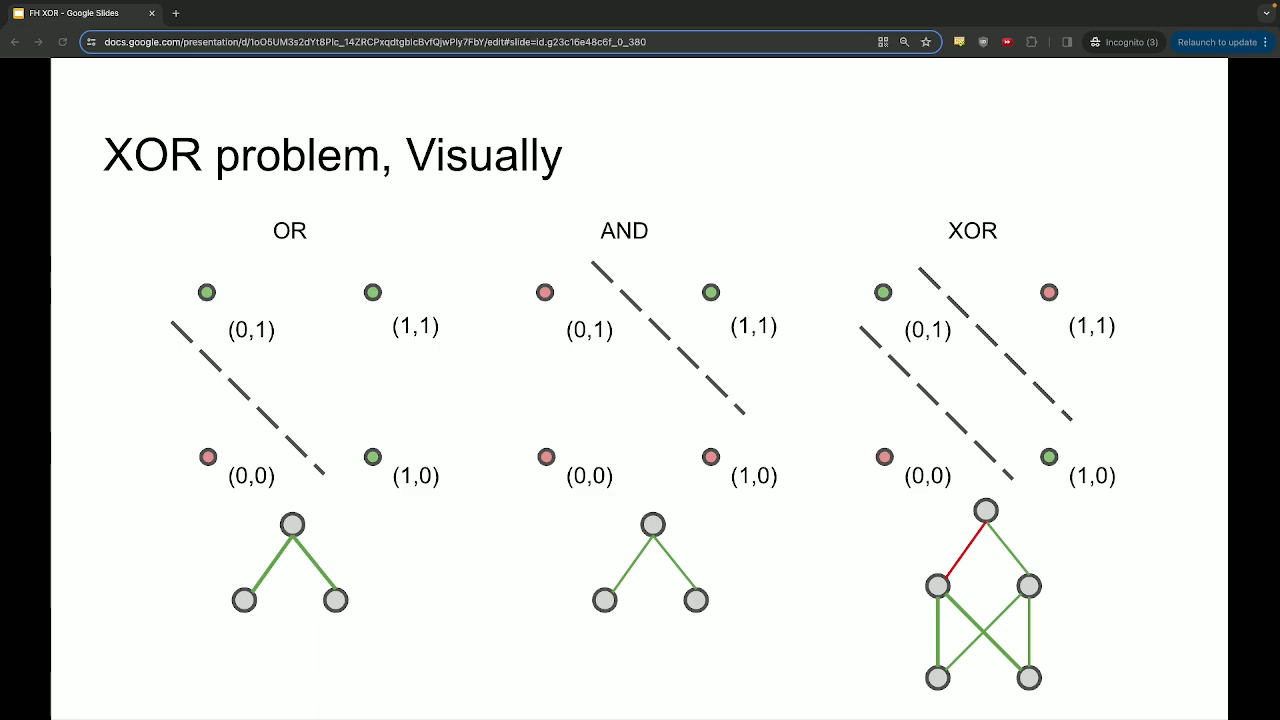 FH XOR - Google Slides
docs.google.com/presentation/d/1oO5UM3s2dYt8Plc_14ZRCPxqdtgblcBvfQjwPly7FbY/edit#slide=id.g23c16e48c6f_0_380
Incognito (3)
Relaunch to update
XOR problem, Visually
OR
AND
XOR
(0,1)
(1,1)
(0,1)
(1,1)
(0,1)
(1,1)
(0,0)
(1,0)
(0,0)
(1,0)
(0,0)
(1,0)